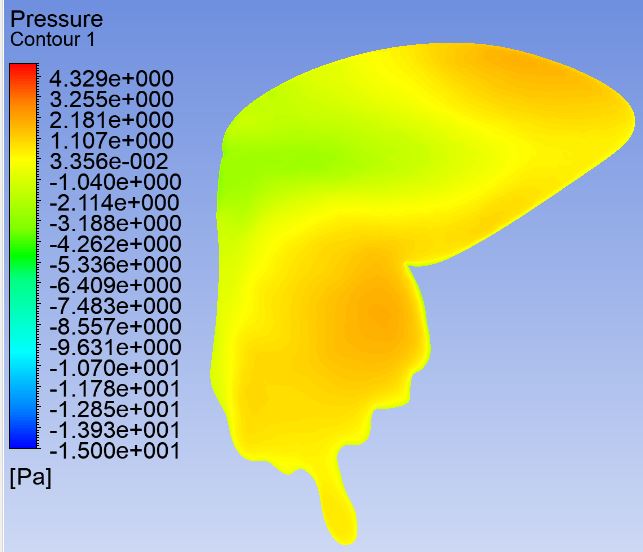 Pressure
Contour 1
4.329e+000
3.255e+000
2.181e+000
1.107e+000
3.356e-002
-1.040e+000
-2.114e+000
-3.188e+000
-4.262e+000
-5.336e+000
-6.409e+000
-7.483e+000
-8.557e+000
-9.631e+000
-1.070e+001
-1.178e+001
-1.285e+001
-1.393e+001
-1.500e+001
[Pa]